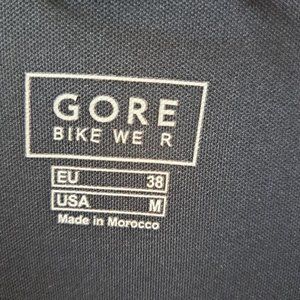 GORE
BIKE WE R
EU 38
USA M
Made in Morocco